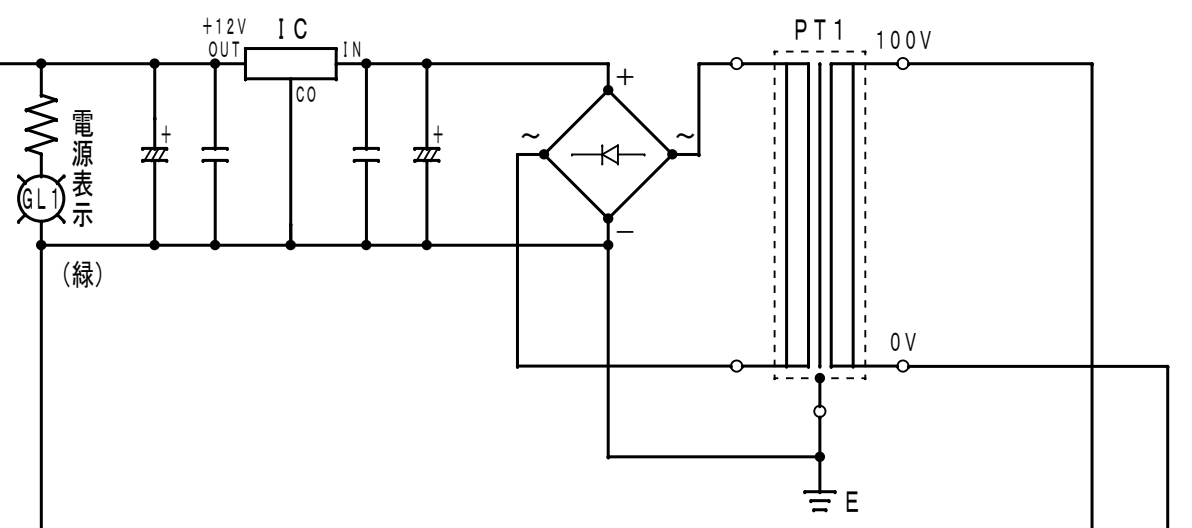 +12V
OUT
IC
IN
CO
PT1
100V
0V
+
~
~
−
+
+
電源表示
GL1
(緑)
E